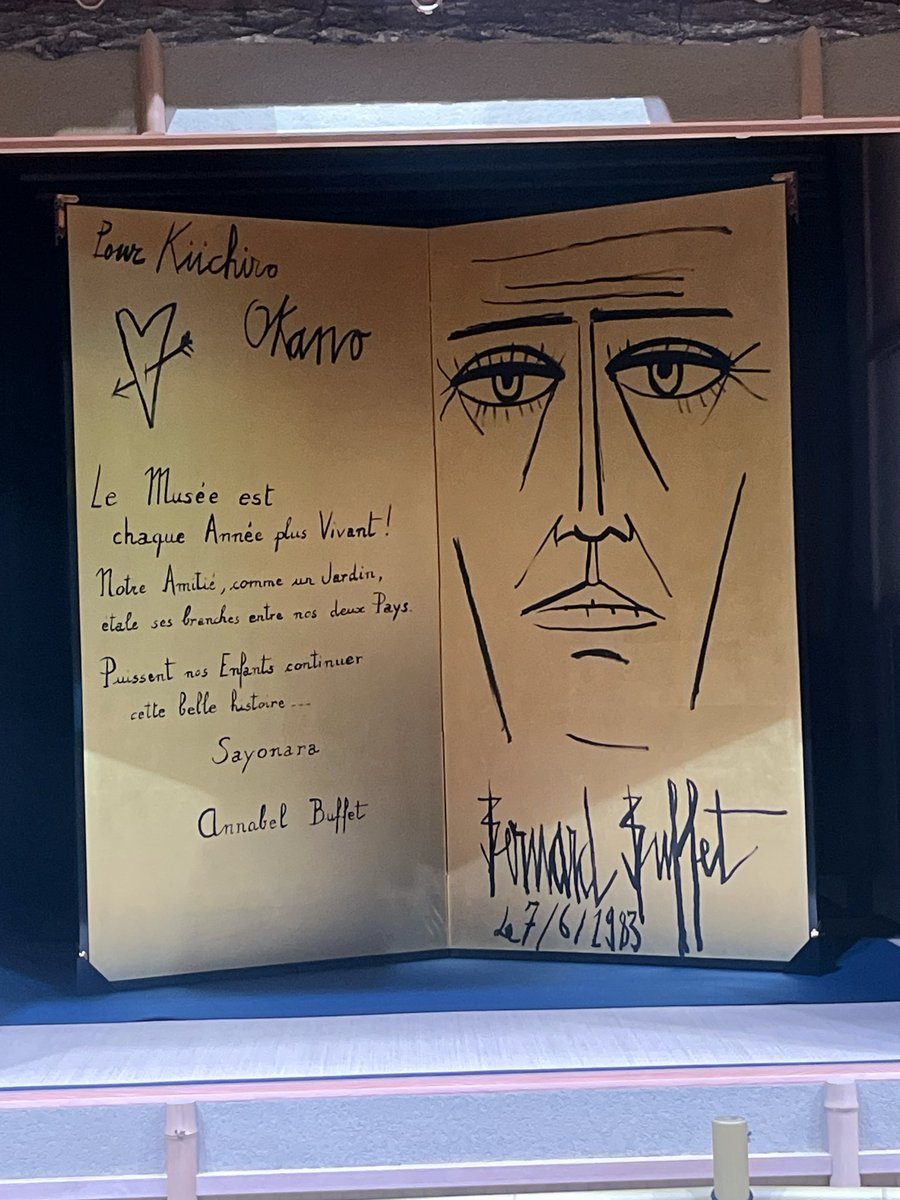 Pour Kiichiro
Okano
Le Musée est
chaque Année plus Vivant!
Notre Amitié, comme un Jardin,
étale ses branches entre nos deux Pays.
Puissent nos Enfants continuer
cette belle histoire ...
Sayonara
Annabel Buffet
Bernard Buffet
Le 7/6/1983